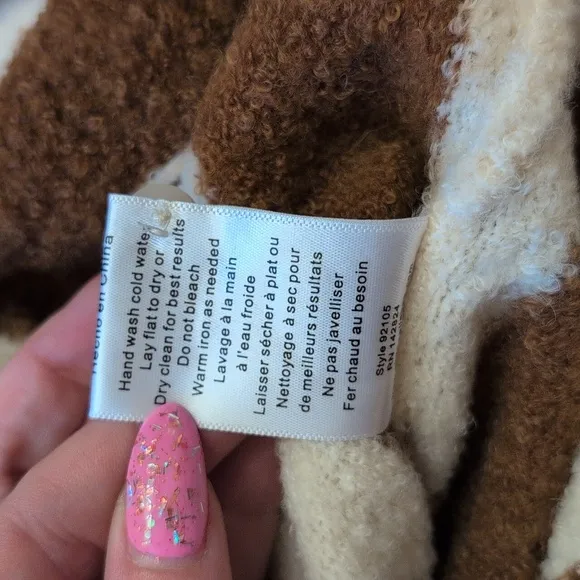 Hecho en China
Hand wash cold water
Lay flat to dry or
Dry clean for best results
Do not bleach
Warm iron as needed
Lavage à la main
à l'eau froide
Laisser sécher à plat ou
Nettoyage à sec pour
de meilleurs résultats
Ne pas javelliser
Fer chaud au besoin
Style 92105
RN 142824